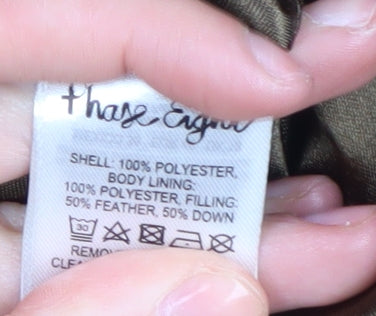 Phase Eight
SHELL: 100% POLYESTER,
BODY LINING:
100% POLYESTER, FILLING:
50% FEATHER, 50% DOWN
30